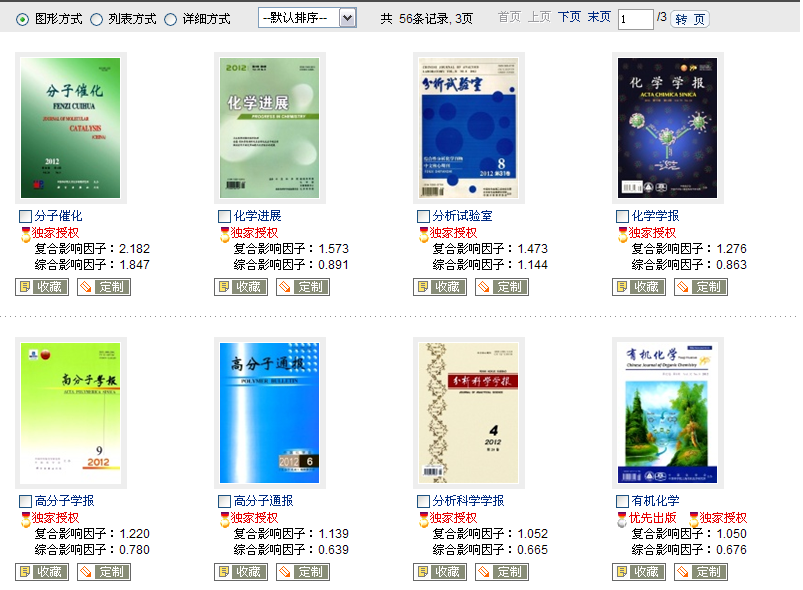 图形方式 列表方式 详细方式 --默认排序-- 共 56条记录, 3页 首页 上页 下页 末页 1 /3 转 页
分子催化
FENZI CUIHUA
JOURNAL OF MOLECULAR
CATALYSIS
(CHINA)
2012
2012
化学进展
PROGRESS IN CHEMISTRY
分析试验室
8
2012 第31卷
化学学报
ACTA CHIMICA SINICA
分子催化 化学进展 分析试验室 化学学报
独家授权 独家授权 独家授权 独家授权
复合影响因子：2.182 复合影响因子：1.573 复合影响因子：1.473 复合影响因子：1.276
综合影响因子：1.847 综合影响因子：0.891 综合影响因子：1.144 综合影响因子：0.863
收藏 定制 收藏 定制 收藏 定制 收藏 定制
高分子学报
ACTA POLYMERICA SINICA
9
2012
高分子通报
POLYMER BULLETIN
2012 6
分析科学学报
JOURNAL OF ANALYTICAL SCIENCE
4
2012
有机化学
Chinese Journal of Organic Chemistry
高分子学报 高分子通报 分析科学学报 有机化学
独家授权 独家授权 独家授权 优先出版 独家授权
复合影响因子：1.220 复合影响因子：1.139 复合影响因子：1.052 复合影响因子：1.050
综合影响因子：0.780 综合影响因子：0.639 综合影响因子：0.665 综合影响因子：0.676
收藏 定制 收藏 定制 收藏 定制 收藏 定制